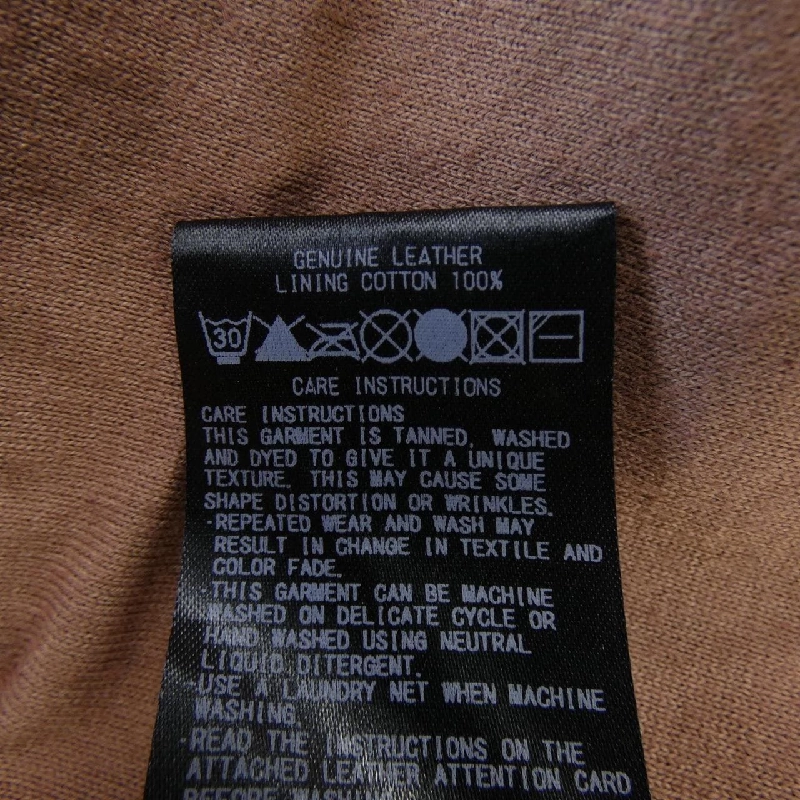 GENUINE LEATHER
LINING COTTON 100%
30
CARE INSTRUCTIONS
CARE INSTRUCTIONS
THIS GARMENT IS TANNED, WASHED
AND DYED TO GIVE IT A UNIQUE
TEXTURE. THIS MAY CAUSE SOME
SHAPE DISTORTION OR WRINKLES.
·REPEATED WEAR AND WASH MAY
RESULT IN CHANGE IN TEXTILE AND
COLOR FADE.
·THIS GARMENT CAN BE MACHINE
WASHED ON DELICATE CYCLE OR
HAND WASHED USING NEUTRAL
LIQUID DITERGENT.
·USE A LAUNDRY NET WHEN MACHINE
WASHING.
·READ THE INSTRUCTIONS ON THE
ATTACHED LEATHER ATTENTION CARD
BEFORE WASHING